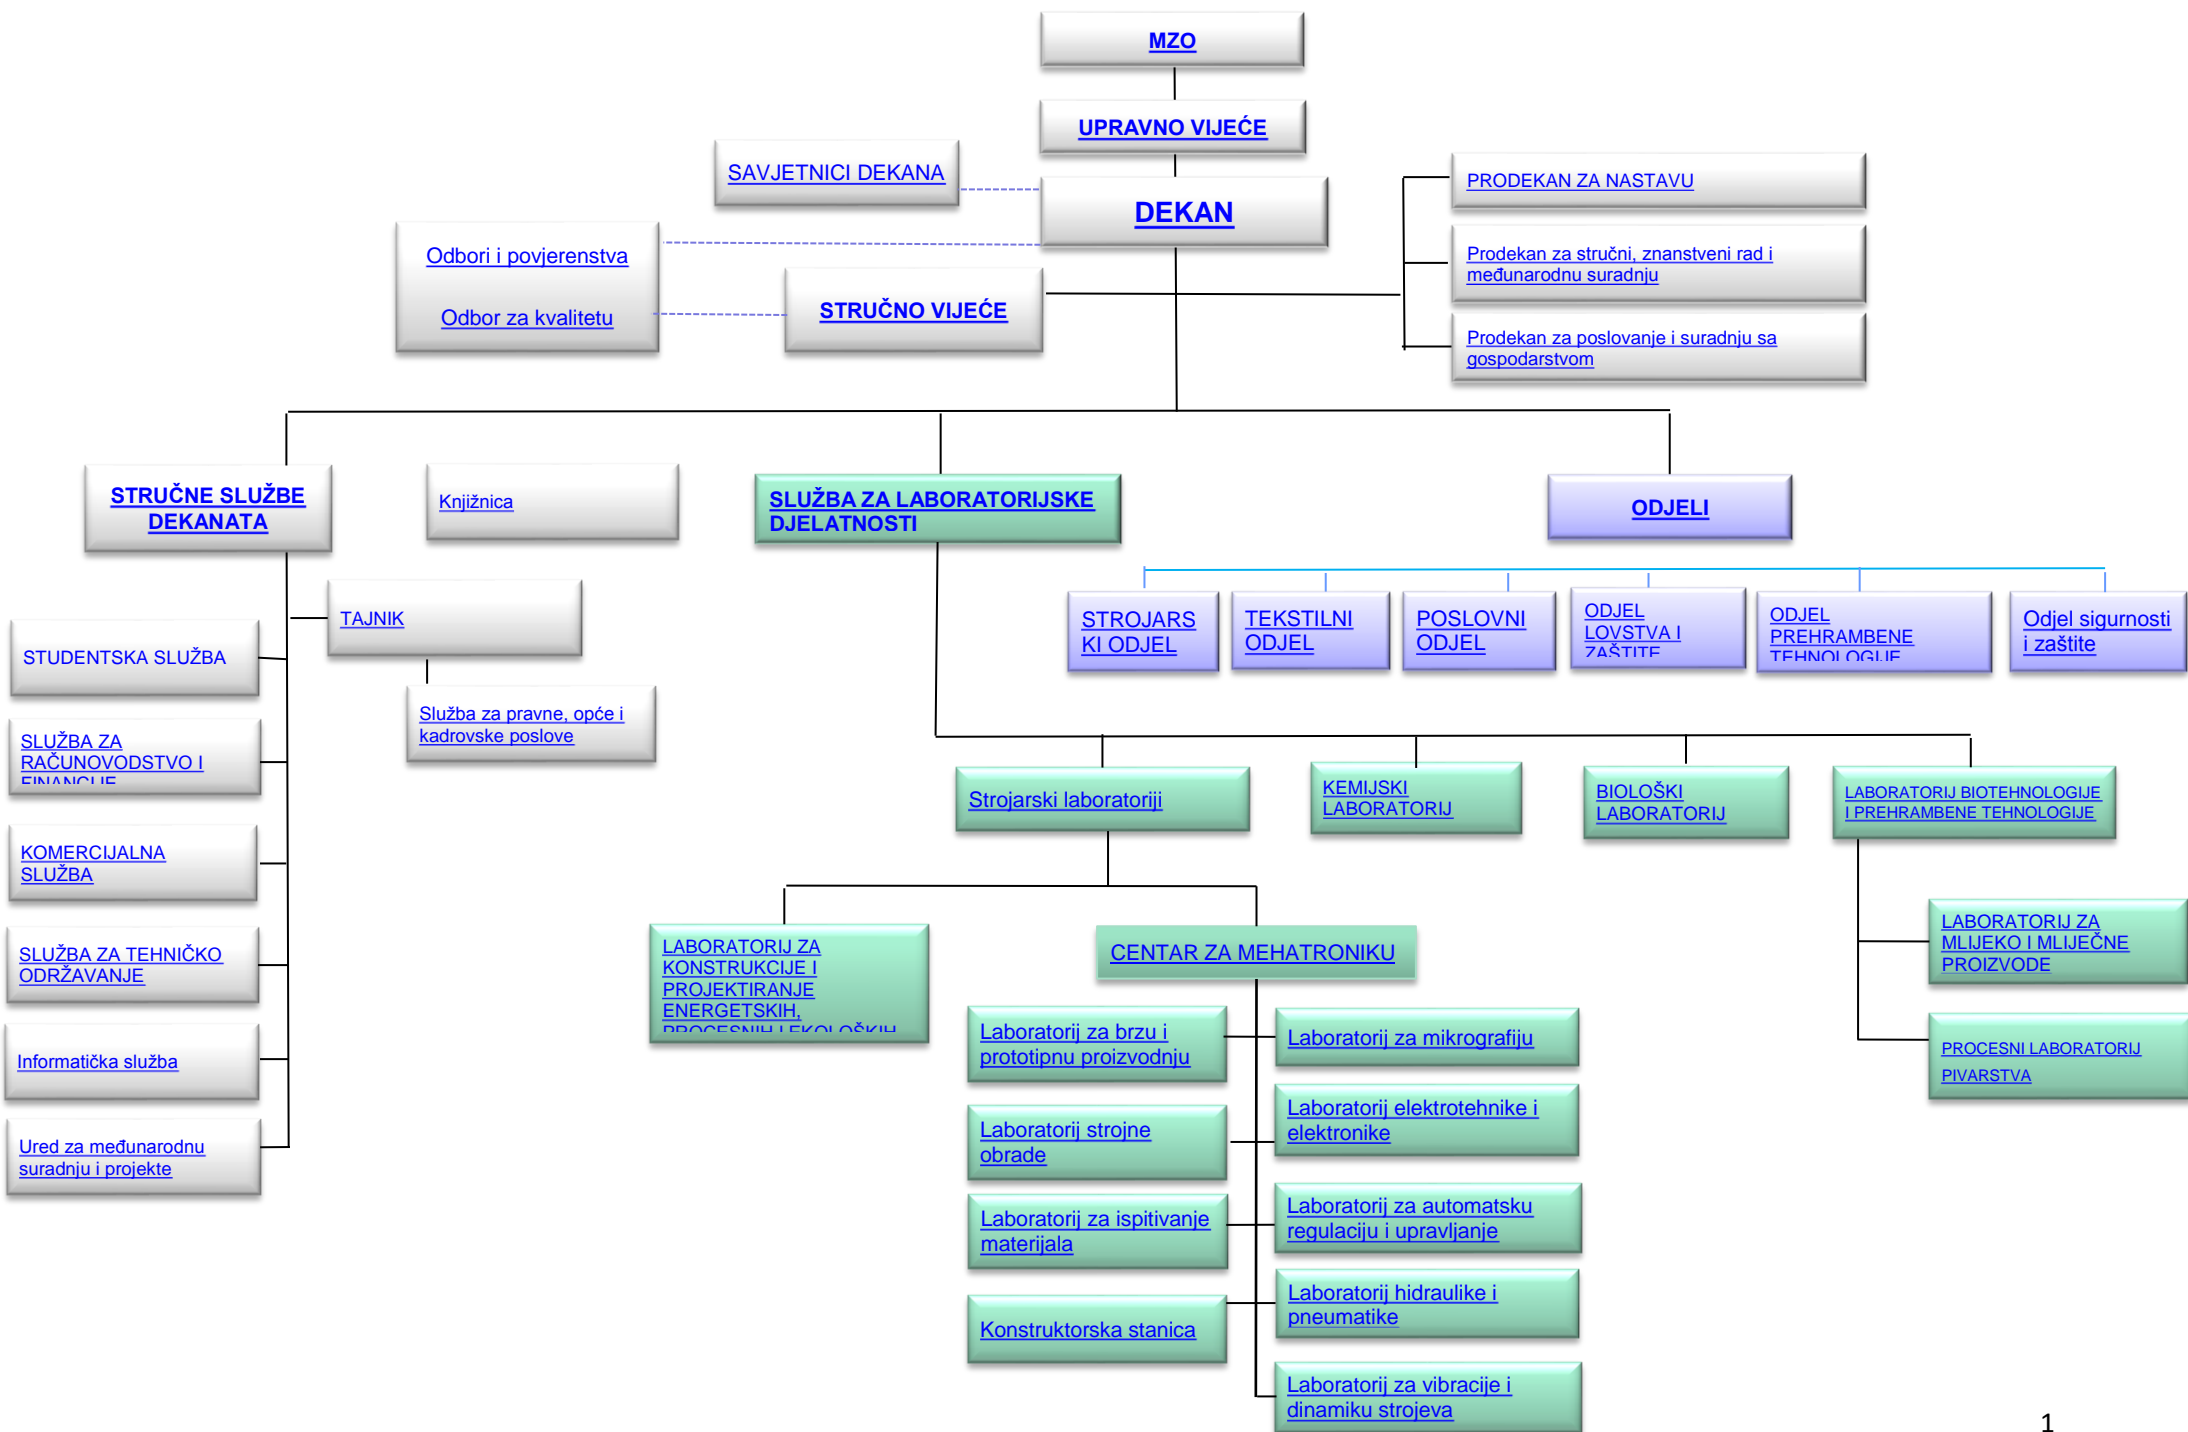 MZO
UPRAVNO VIJEĆE
SAVJETNICI DEKANA
DEKAN
PRODEKAN ZA NASTAVU
Odbori i povjerenstva
Odbor za kvalitetu
STRUČNO VIJEĆE
Prodekan za stručni, znanstveni rad i
međunarodnu suradnju
Prodekan za poslovanje i suradnju sa
gospodarstvom
STRUČNE SLUŽBE
DEKANATA
Knjižnica
SLUŽBA ZA LABORATORIJSKE
DJELATNOSTI
ODJELI
TAJNIK
Služba za pravne, opće i
kadrovske poslove
STUDENTSKA SLUŽBA
SLUŽBA ZA
RAČUNOVODSTVO I
FINANCIJE
KOMERCIJALNA
SLUŽBA
SLUŽBA ZA TEHNIČKO
ODRŽAVANJE
Informatička služba
Ured za međunarodnu
suradnju i projekte
STROJARS
KI ODJEL
TEKSTILNI
ODJEL
POSLOVNI
ODJEL
ODJEL
LOVSTVA I
ZAŠTITE
ODJEL
PREHRAMBENE
TEHNOLOGIJE
Odjel sigurnosti
i zaštite
Strojarski laboratoriji
KEMIJSKI
LABORATORIJ
BIOLOŠKI
LABORATORIJ
LABORATORIJ BIOTEHNOLOGIJE
I PREHRAMBENE TEHNOLOGIJE
LABORATORIJ ZA
KONSTRUKCIJE I
PROJEKTIRANJE
ENERGETSKIH,
PROCESNIH I EKOLOŠKIH
CENTAR ZA MEHATRONIKU
LABORATORIJ ZA
MLIJEKO I MLIJEČNE
PROIZVODE
PROCESNI LABORATORIJ
PIVARSTVA
Laboratorij za brzu i
prototipnu proizvodnju
Laboratorij za mikrografiju
Laboratorij strojne
obrade
Laboratorij elektrotehnike i
elektronike
Laboratorij za ispitivanje
materijala
Laboratorij za automatsku
regulaciju i upravljanje
Konstruktorska stanica
Laboratorij hidraulike i
pneumatike
Laboratorij za vibracije i
dinamiku strojeva
1